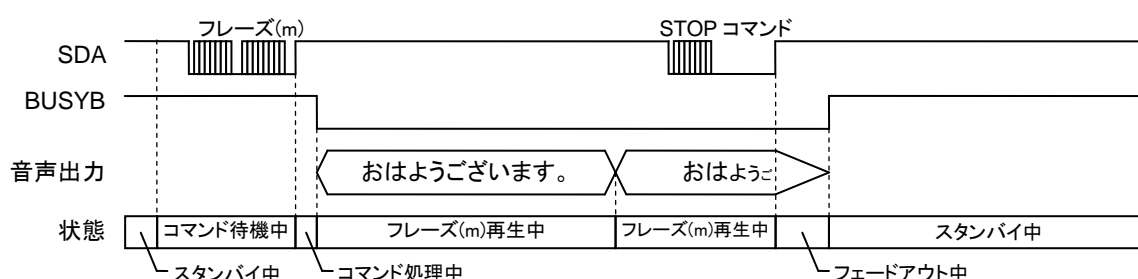 フレーズ(m)
STOP コマンド
SDA
BUSYB
音声出力
おはようございます。
おはようご
状態
コマンド待機中
フレーズ(m)再生中
フレーズ(m)再生中
スタンバイ中
スタンバイ中
コマンド処理中
フェードアウト中